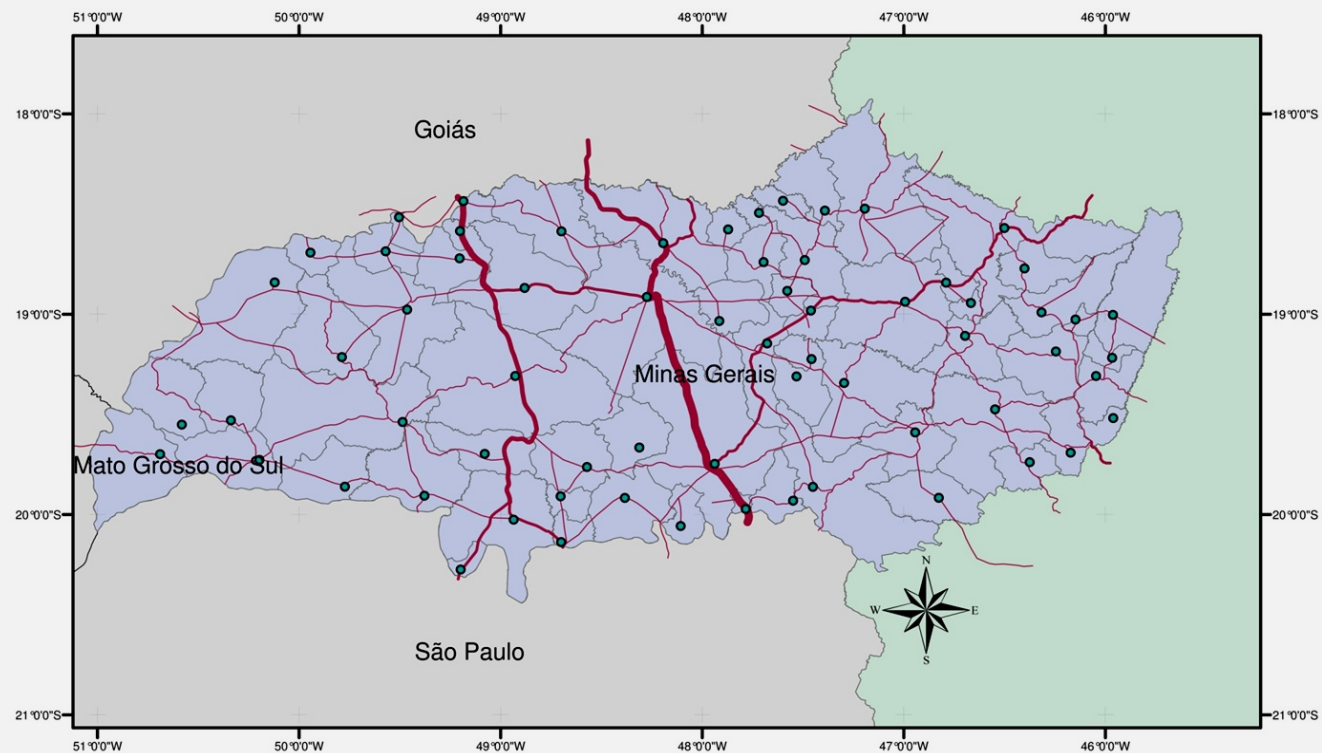 51°0'0"W 50°0'0"W 49°0'0"W 48°0'0"W 47°0'0"W 46°0'0"W
18°0'0"S 18°0'0"S
Goiás
19°0'0"S 19°0'0"S
Minas Gerais
Mato Grosso do Sul
20°0'0"S 20°0'0"S
N
W E
S
São Paulo
21°0'0"S 21°0'0"S
51°0'0"W 50°0'0"W 49°0'0"W 48°0'0"W 47°0'0"W 46°0'0"W